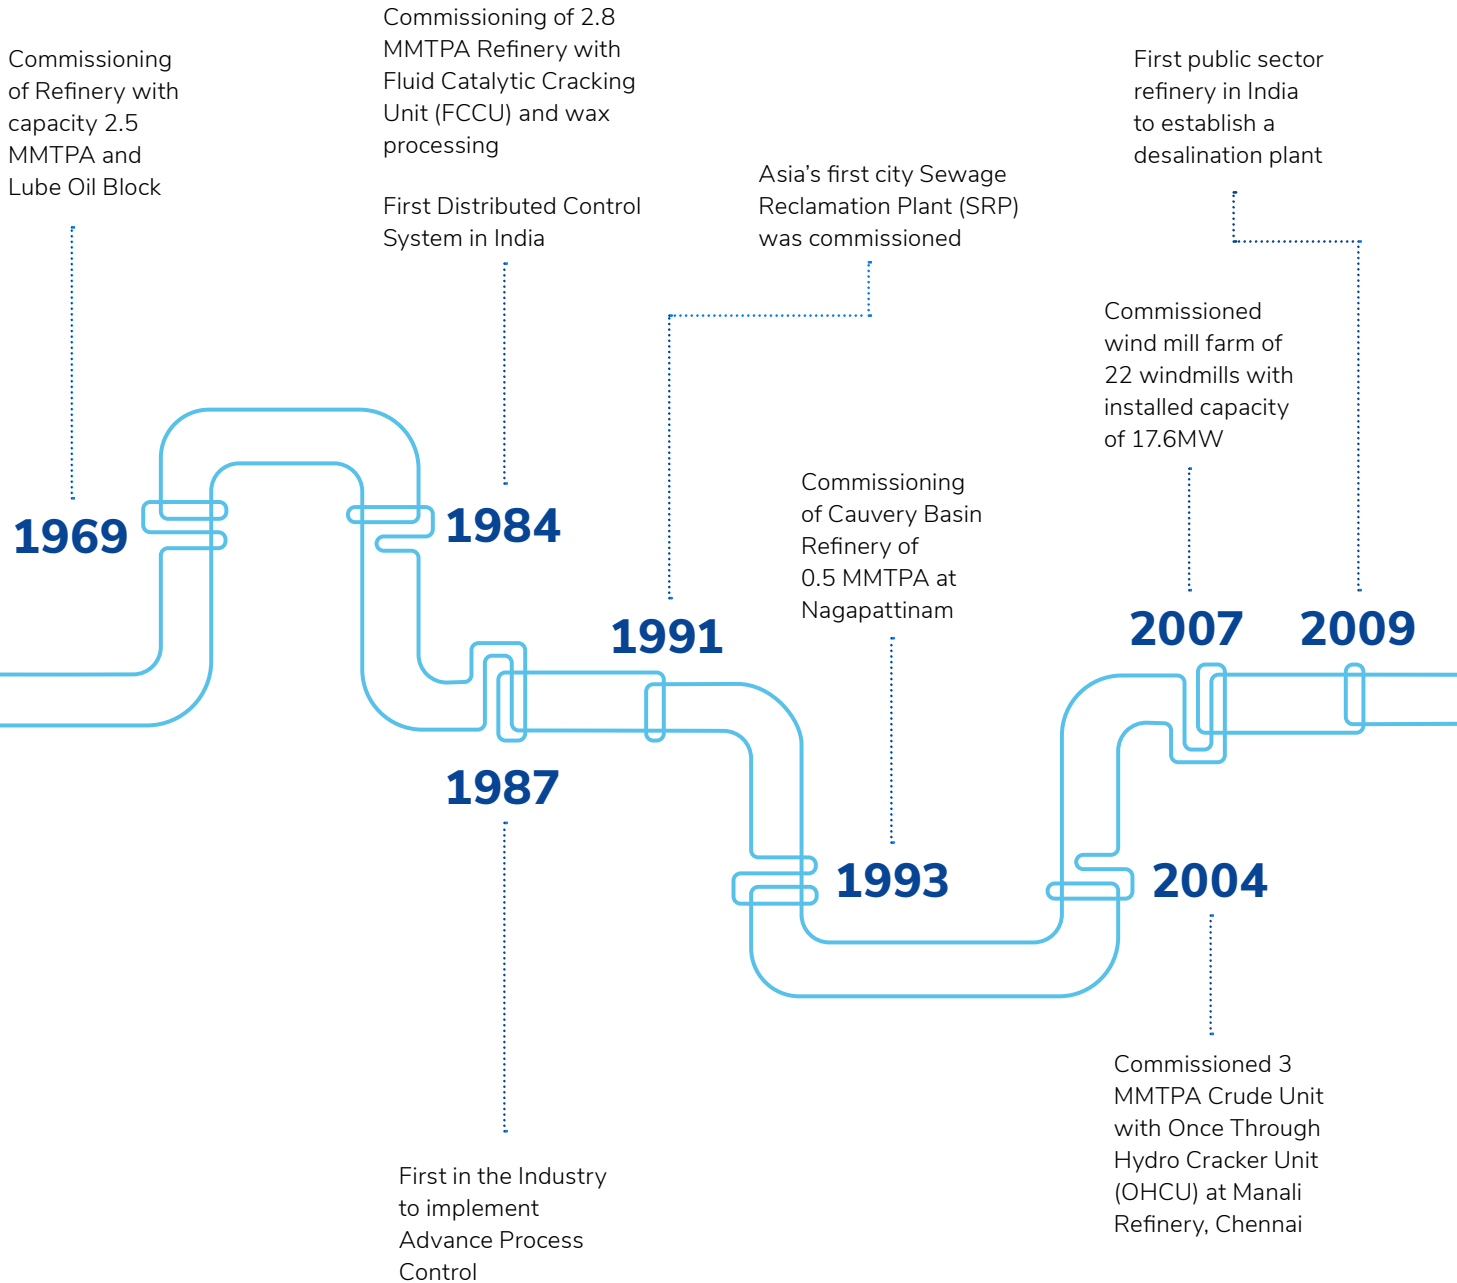 Commissioning
of Refinery with
capacity 2.5
MMTPA and
Lube Oil Block
1969
Commissioning of 2.8
MMTPA Refinery with
Fluid Catalytic Cracking
Unit (FCCU) and wax
processing
First Distributed Control
System in India
1984
1987
First in the Industry
to implement
Advance Process
Control
Asia’s first city Sewage
Reclamation Plant (SRP)
was commissioned
1991
Commissioning
of Cauvery Basin
Refinery of
0.5 MMTPA at
Nagapattinam
1993
2004
Commissioned 3
MMTPA Crude Unit
with Once Through
Hydro Cracker Unit
(OHCU) at Manali
Refinery, Chennai
Commissioned
wind mill farm of
22 windmills with
installed capacity
of 17.6MW
2007
First public sector
refinery in India
to establish a
desalination plant
2009